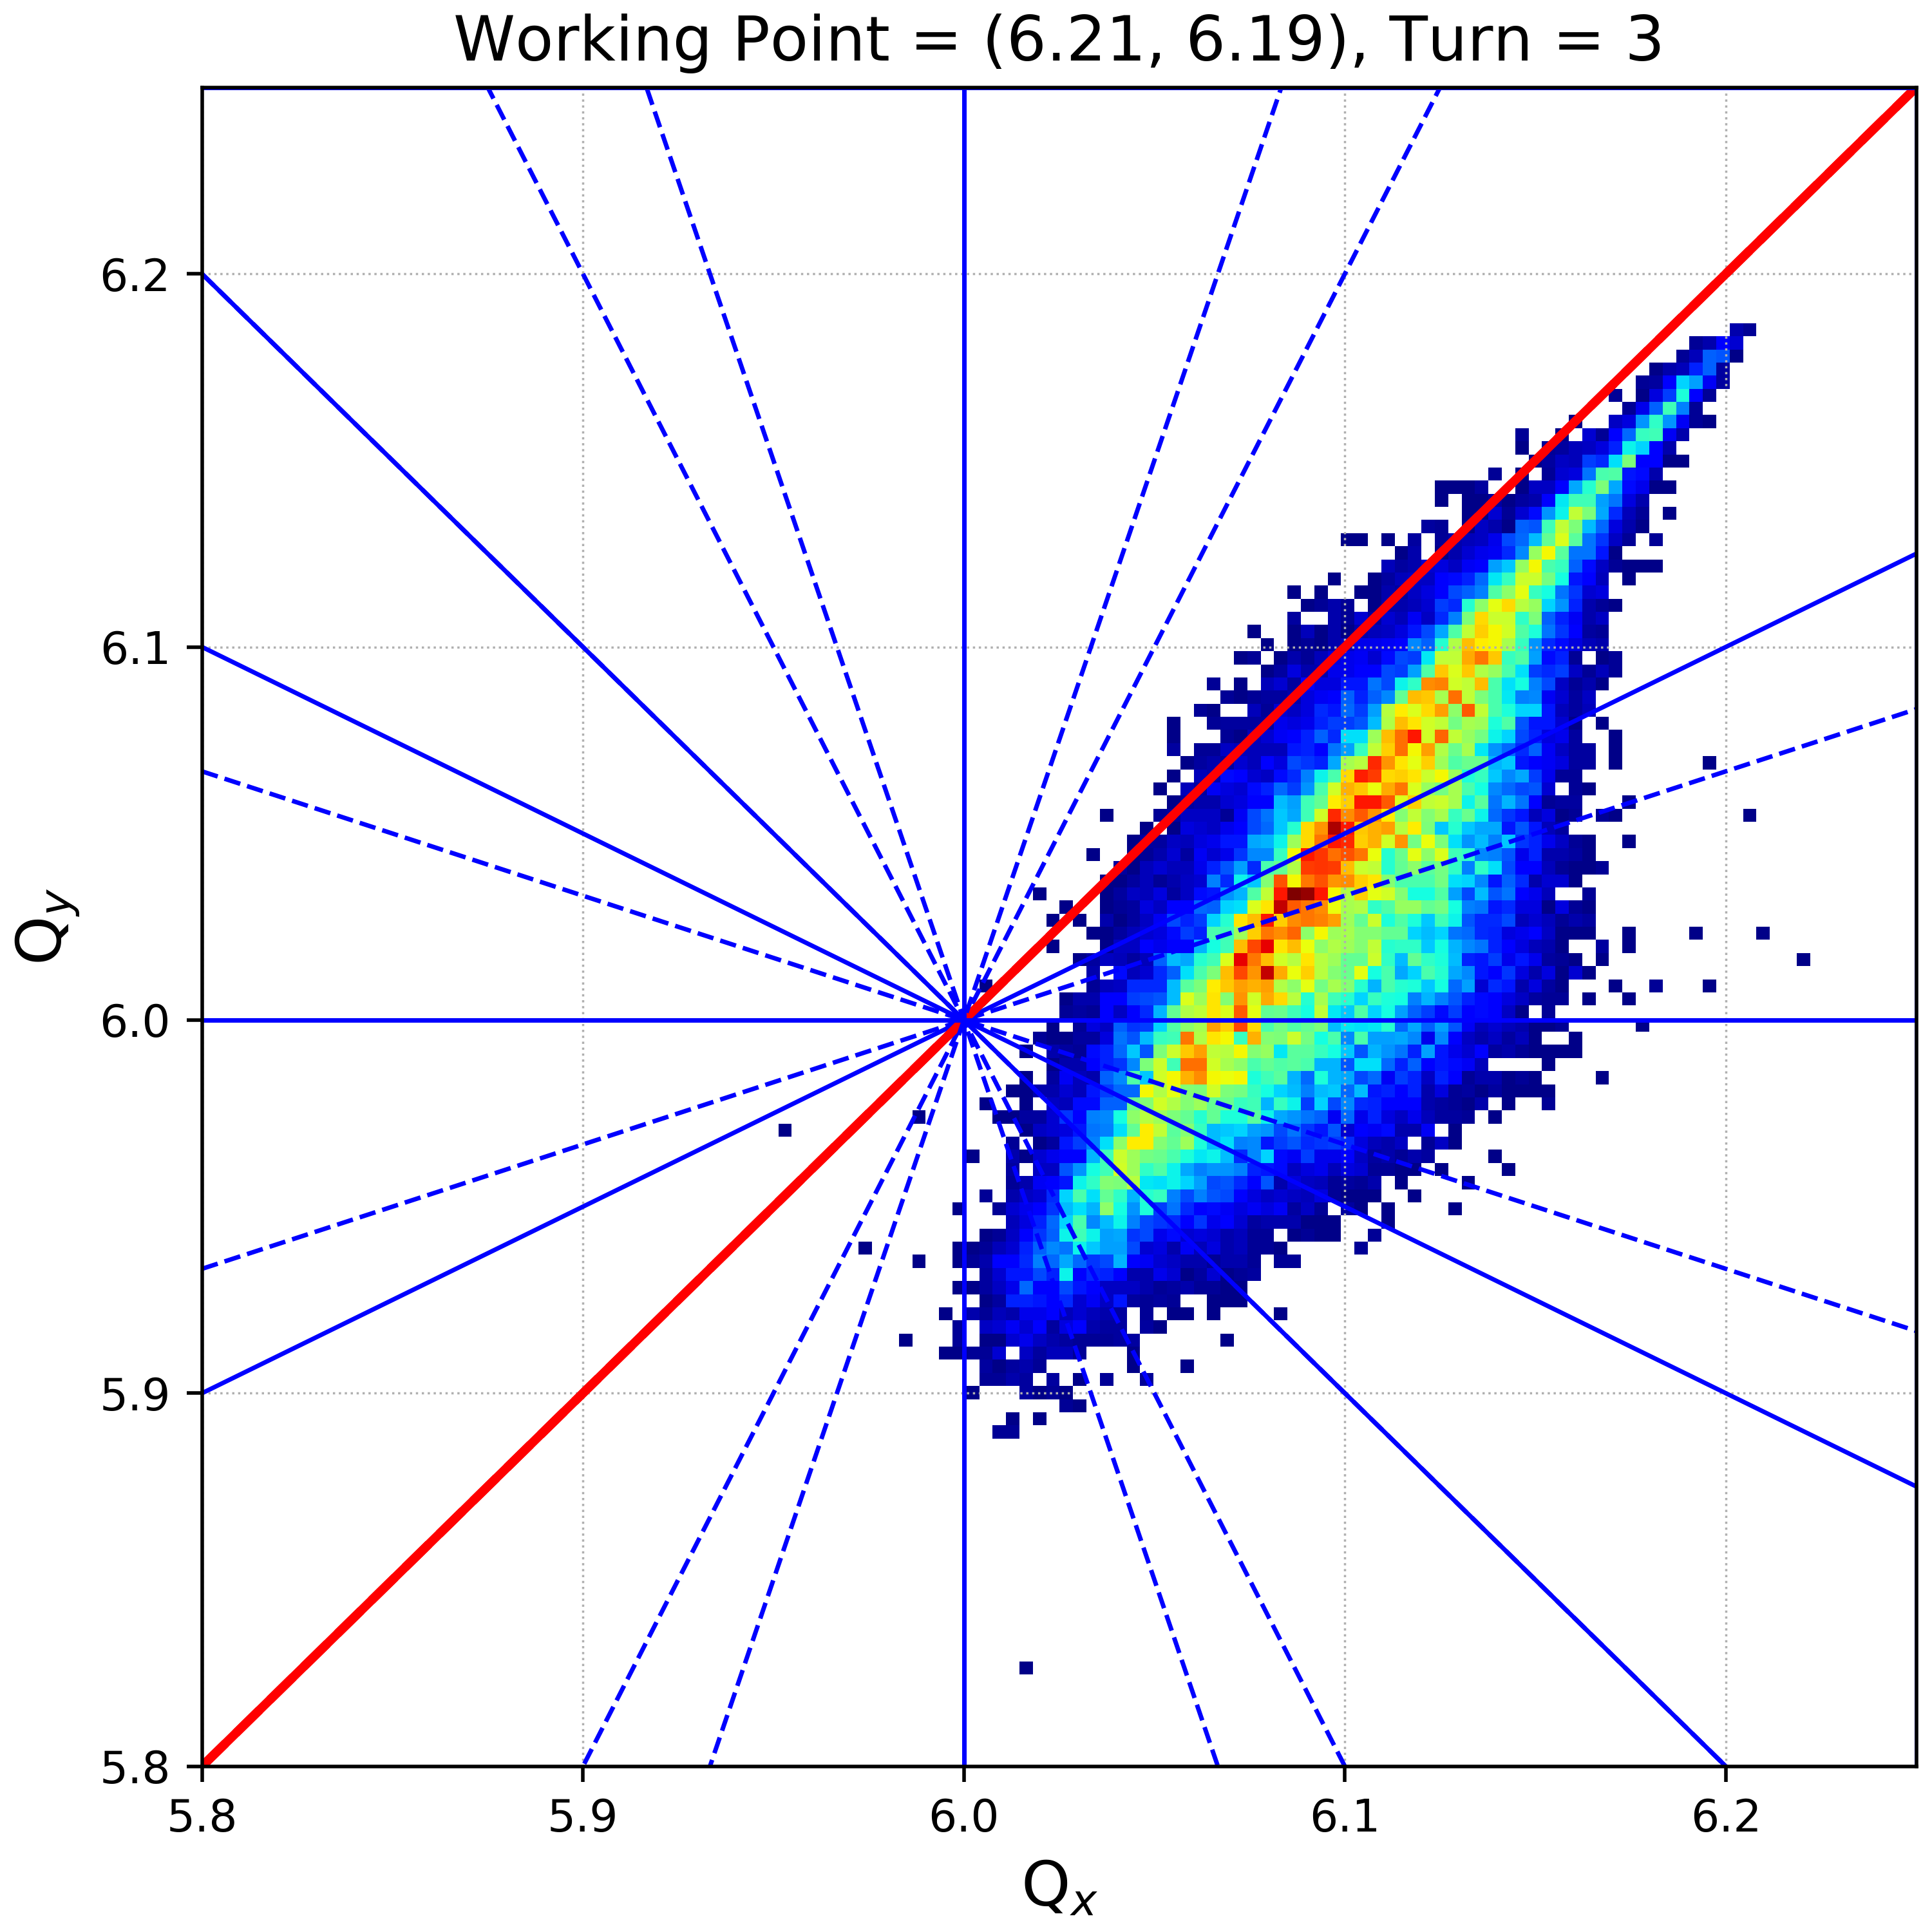 Working Point = (6.21, 6.19), Turn = 3
6.2
6.1
6.0
5.9
5.8
Qy
5.8 5.9 6.0 6.1 6.2
Qx